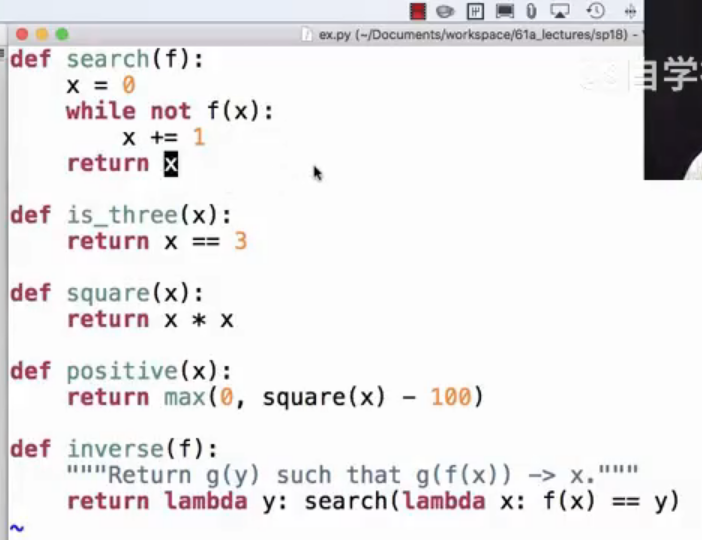 ex.py (~/Documents/workspace/61a_lectures/sp18) -
自学
def search(f):
    x = 0
    while not f(x):
        x += 1
    return x

def is_three(x):
    return x == 3

def square(x):
    return x * x

def positive(x):
    return max(0, square(x) - 100)

def inverse(f):
    """Return g(y) such that g(f(x)) -> x."""
    return lambda y: search(lambda x: f(x) == y)
~